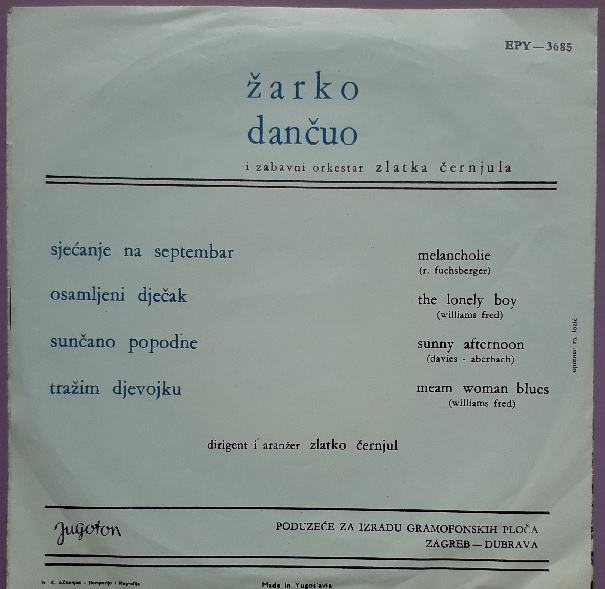 EPY—3685
žarko
dančuo
i zabavni orkestar zlatka černjula
sjećanje na septembar melancholie
(r. fuchsberger)
osamljeni dječak the lonely boy
(williams fred)
sunčano popodne sunny afternoon
(davies - aberbach)
tražim djevojku meam woman blues
(williams fred)
dirigent i aranžer zlatko černjul
jugoton
PODUZEĆE ZA IZRADU GRAMOFONSKIH PLOČA
ZAGREB—DUBRAVA
Made in Yugoslavia